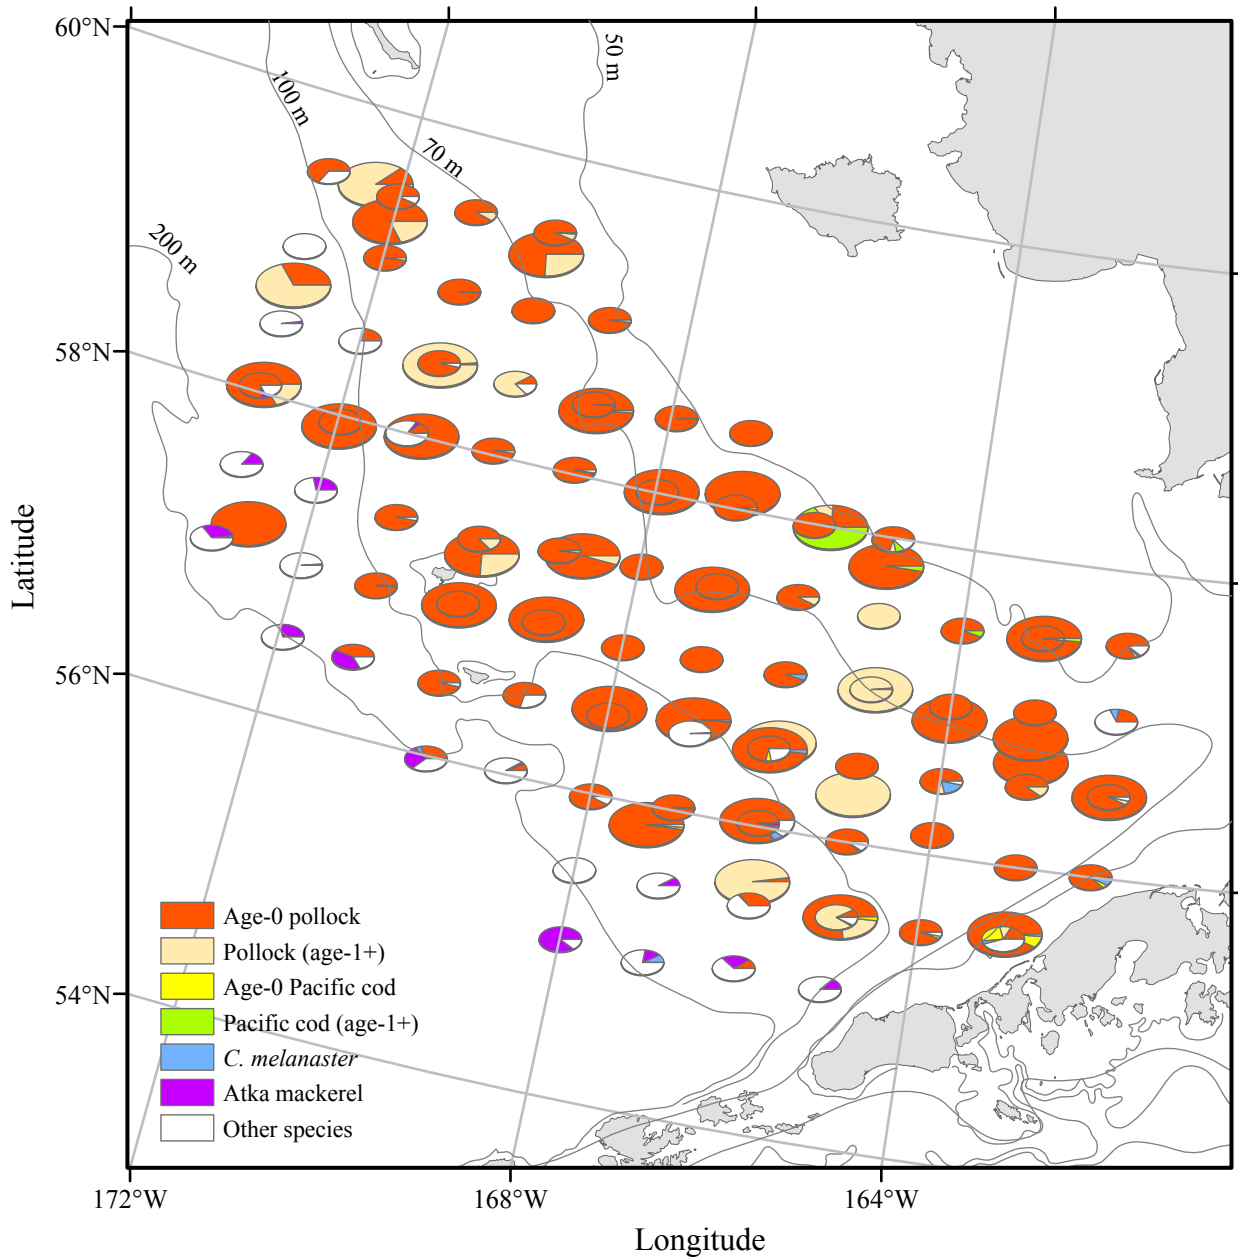 60°N
58°N
56°N
54°N
Latitude
50 m
100 m
70 m
200 m
Age-0 pollock
Pollock (age-1+)
Age-0 Pacific cod
Pacific cod (age-1+)
C. melanaster
Atka mackerel
Other species
172°W
168°W
164°W
Longitude